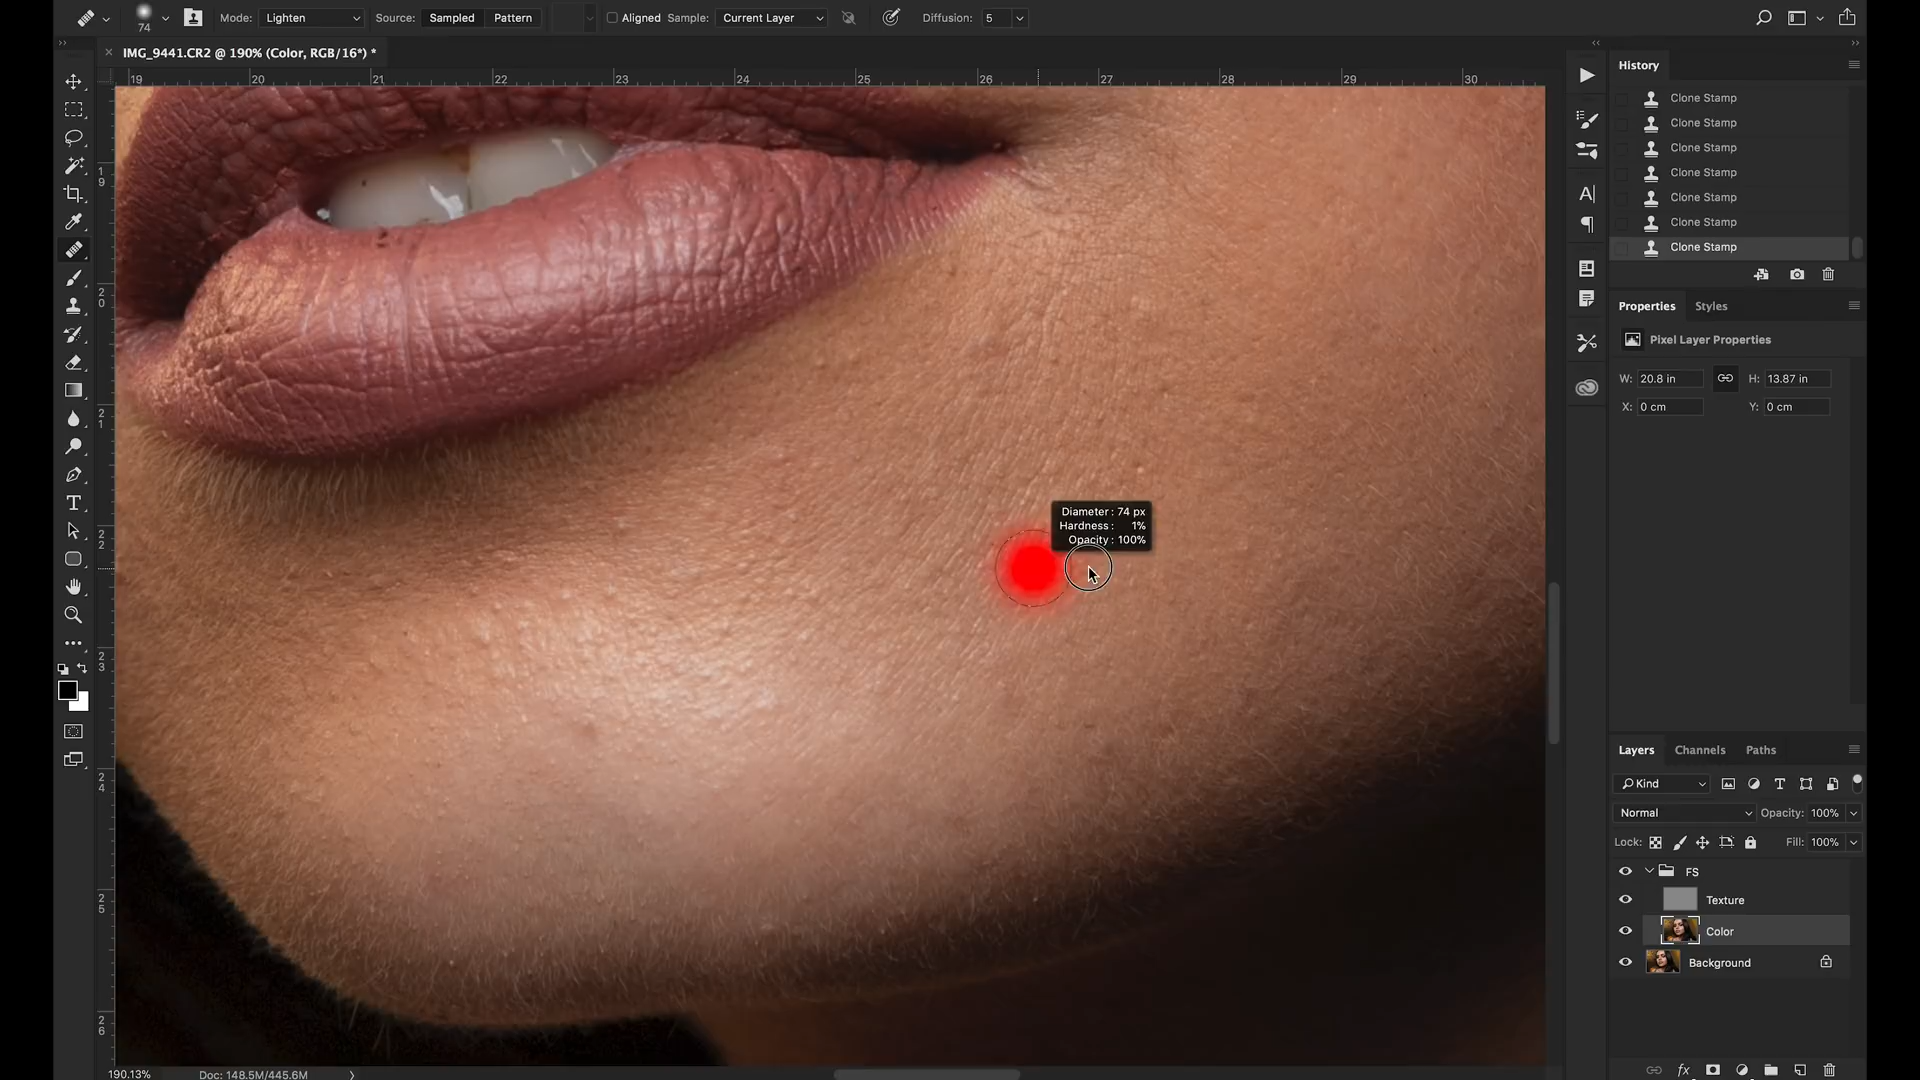 74
Mode: Lighten
Source: Sampled Pattern
Aligned Sample: Current Layer
Diffusion: 5
IMG_9441.CR2 @ 190% (Color, RGB/16*) *
19 20 21 22 23 24 25 26 27 28 29 30
19
20
21
22
23
24
25
26
Diameter : 74 px
Hardness : 1%
Opacity : 100%
190.13% Doc: 148.5M/445.6M
History
Clone Stamp
Clone Stamp
Clone Stamp
Clone Stamp
Clone Stamp
Clone Stamp
Clone Stamp
Properties Styles
Pixel Layer Properties
W: 20.8 in H: 13.87 in
X: 0 cm Y: 0 cm
Layers Channels Paths
Kind
Normal Opacity: 100%
Lock: Fill: 100%
FS
Texture
Color
Background
fx